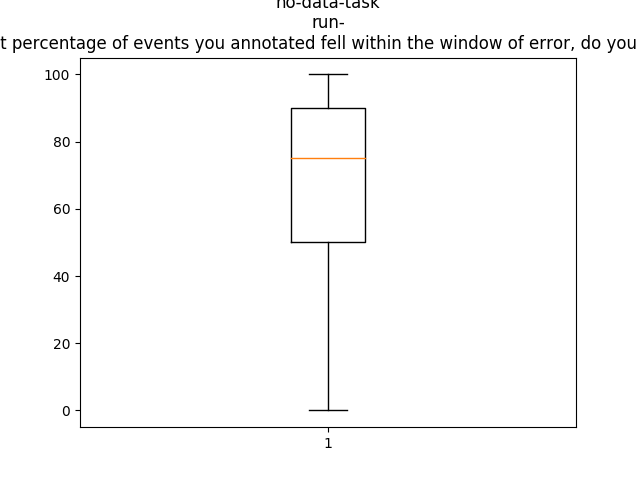 no-data-task
run-
t percentage of events you annotated fell within the window of error, do you
100
80
60
40
20
0
1